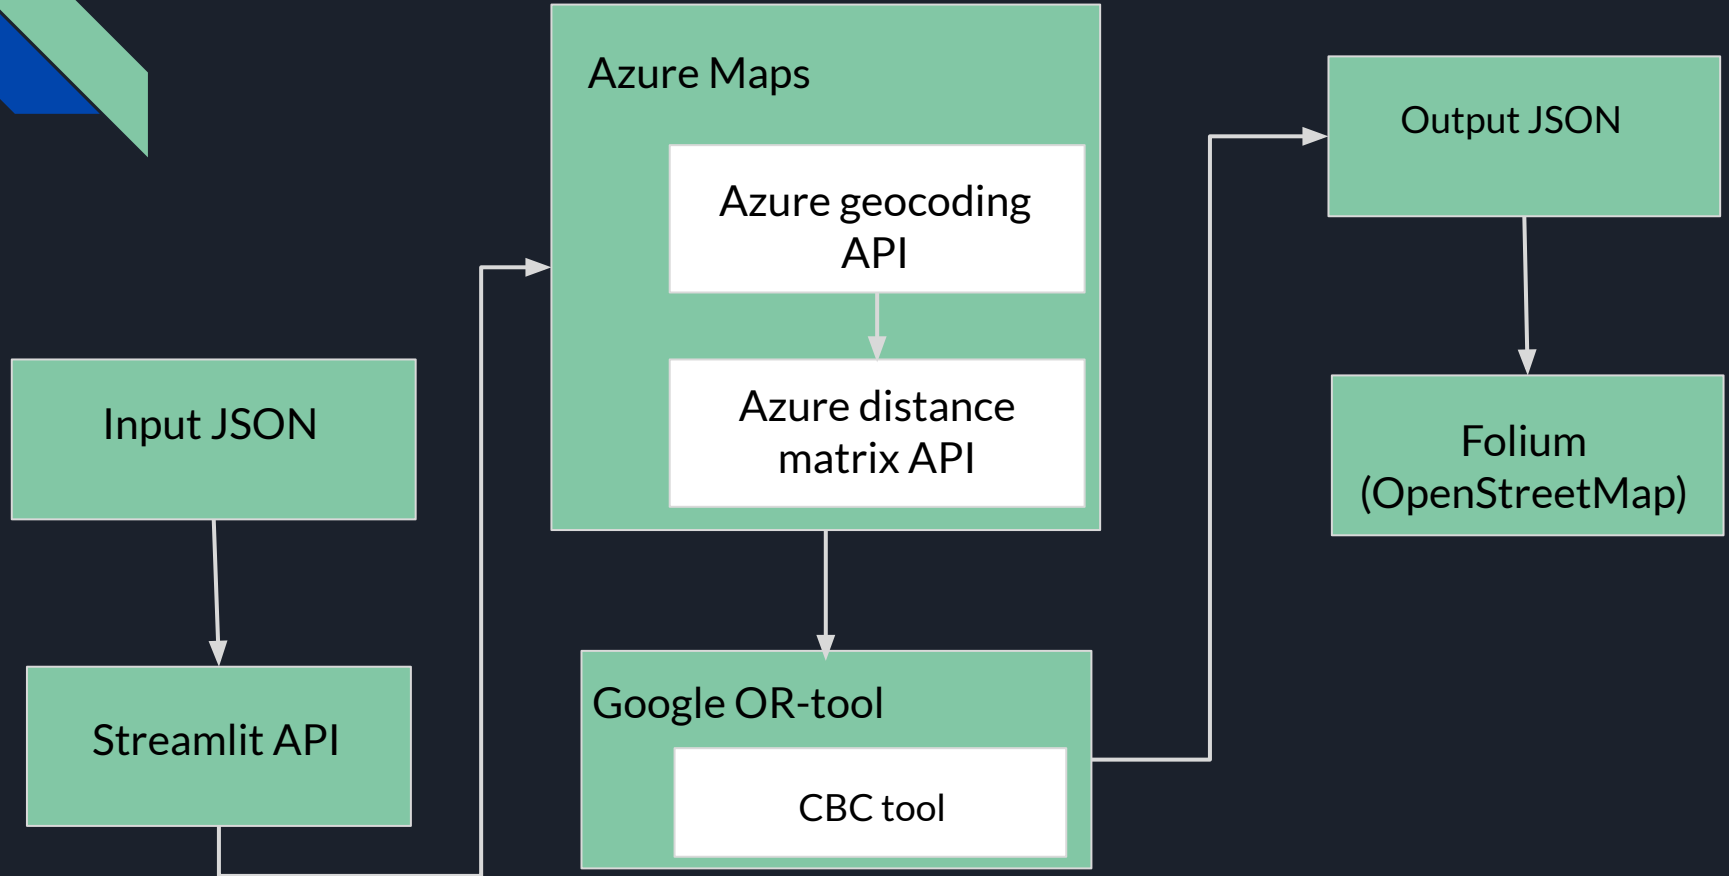 Input JSON
Streamlit API
Azure Maps
Azure geocoding
API
Azure distance
matrix API
Google OR-tool
CBC tool
Output JSON
Folium
(OpenStreetMap)